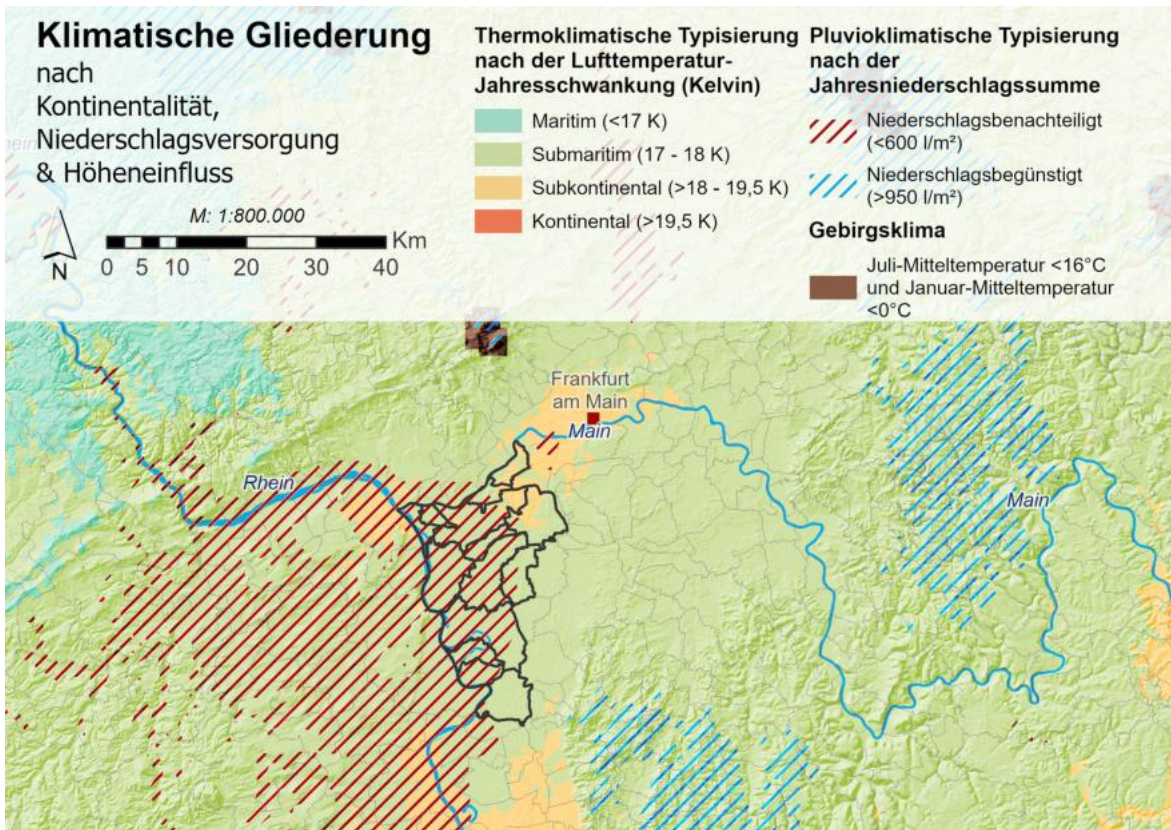 Klimatische Gliederung
nach
Kontinentalität,
Niederschlagsversorgung
& Höheneinfluss
M: 1:800.000
Km
0 5 10 20 30 40
N
Thermoklimatische Typisierung
nach der Lufttemperatur-
Jahresschwankung (Kelvin)
Maritim (<17 K)
Submaritim (17 - 18 K)
Subkontinental (>18 - 19,5 K)
Kontinental (>19,5 K)
Pluvioklimatische Typisierung
nach der
Jahresniederschlagssumme
Niederschlagsbenachteiligt
(<600 l/m²)
Niederschlagsbegünstigt
(>950 l/m²)
Gebirgsklima
Juli-Mitteltemperatur <16°C
und Januar-Mitteltemperatur
<0°C
Frankfurt
am Main
Main
Rhein
Main